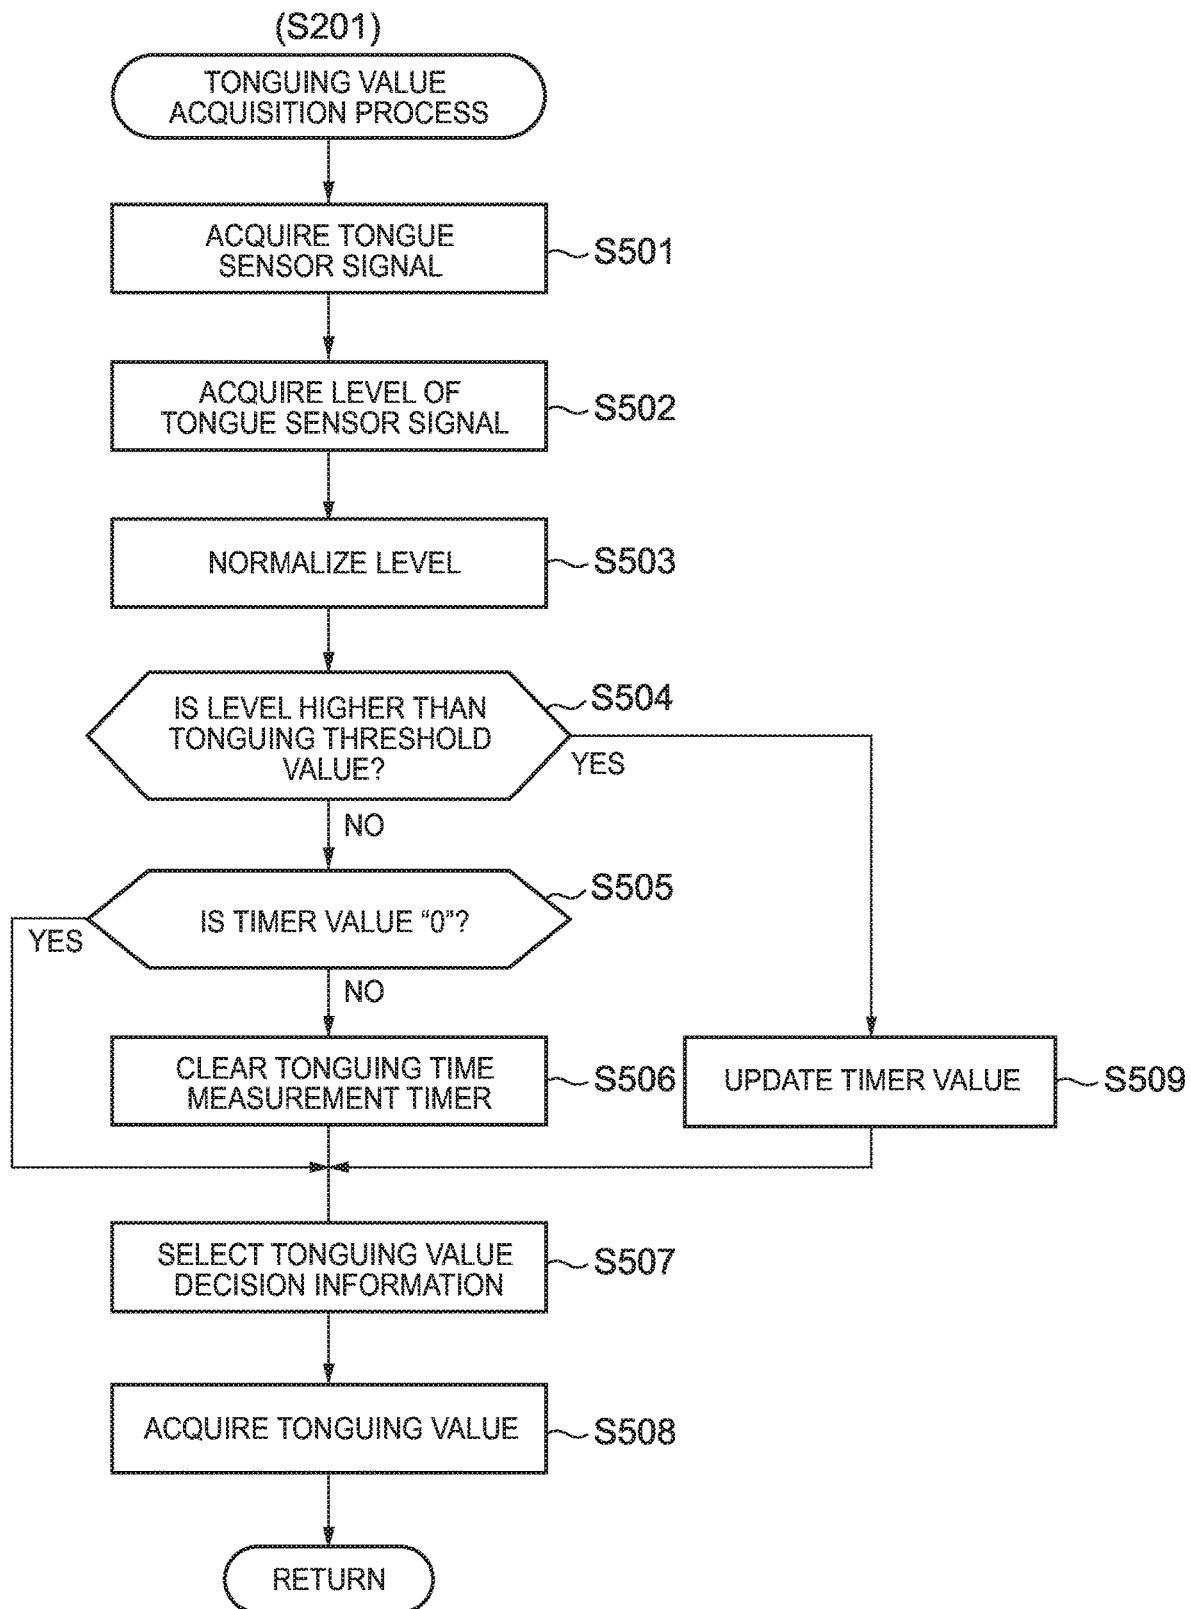 (S201)
TONGUING VALUE
ACQUISITION PROCESS
ACQUIRE TONGUE
SENSOR SIGNAL
S501
ACQUIRE LEVEL OF
TONGUE SENSOR SIGNAL
S502
NORMALIZE LEVEL
S503
IS LEVEL HIGHER THAN
TONGUING THRESHOLD
VALUE?
S504
YES
NO
IS TIMER VALUE “0”?
S505
YES
NO
CLEAR TONGUING TIME
MEASUREMENT TIMER
S506
UPDATE TIMER VALUE
S509
SELECT TONGUING VALUE
DECISION INFORMATION
S507
ACQUIRE TONGUING VALUE
S508
RETURN